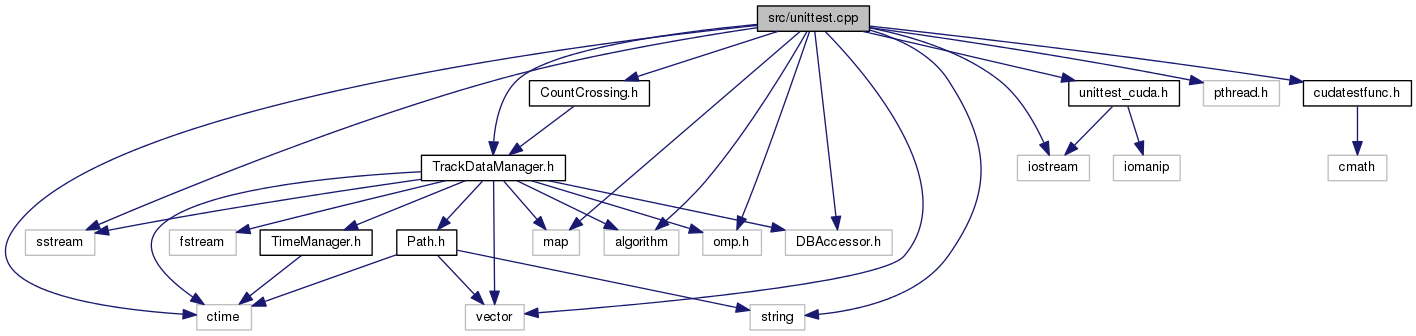 src/unittest.cpp
CountCrossing.h
unittest_cuda.h
pthread.h
cudatestfunc.h
TrackDataManager.h
iostream
iomanip
cmath
sstream
fstream
TimeManager.h
Path.h
map
algorithm
omp.h
DBAccessor.h
ctime
vector
string